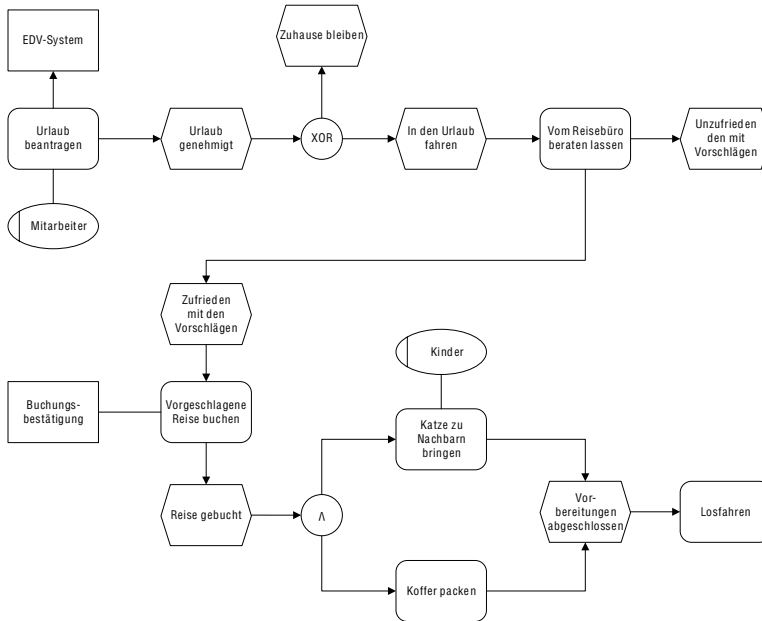 EDV-System
Zuhause bleiben
Urlaub
beantragen
Urlaub
genehmigt
XOR
In den Urlaub
fahren
Vom Reisebüro
beraten lassen
Unzufrieden
den mit
Vorschlägen
Mitarbeiter
Zufrieden
mit den
Vorschlägen
Kinder
Buchungs-
bestätigung
Vorgeschlagene
Reise buchen
Katze zu
Nachbarn
bringen
Reise gebucht
Λ
Vor-
bereitungen
abgeschlossen
Losfahren
Koffer packen